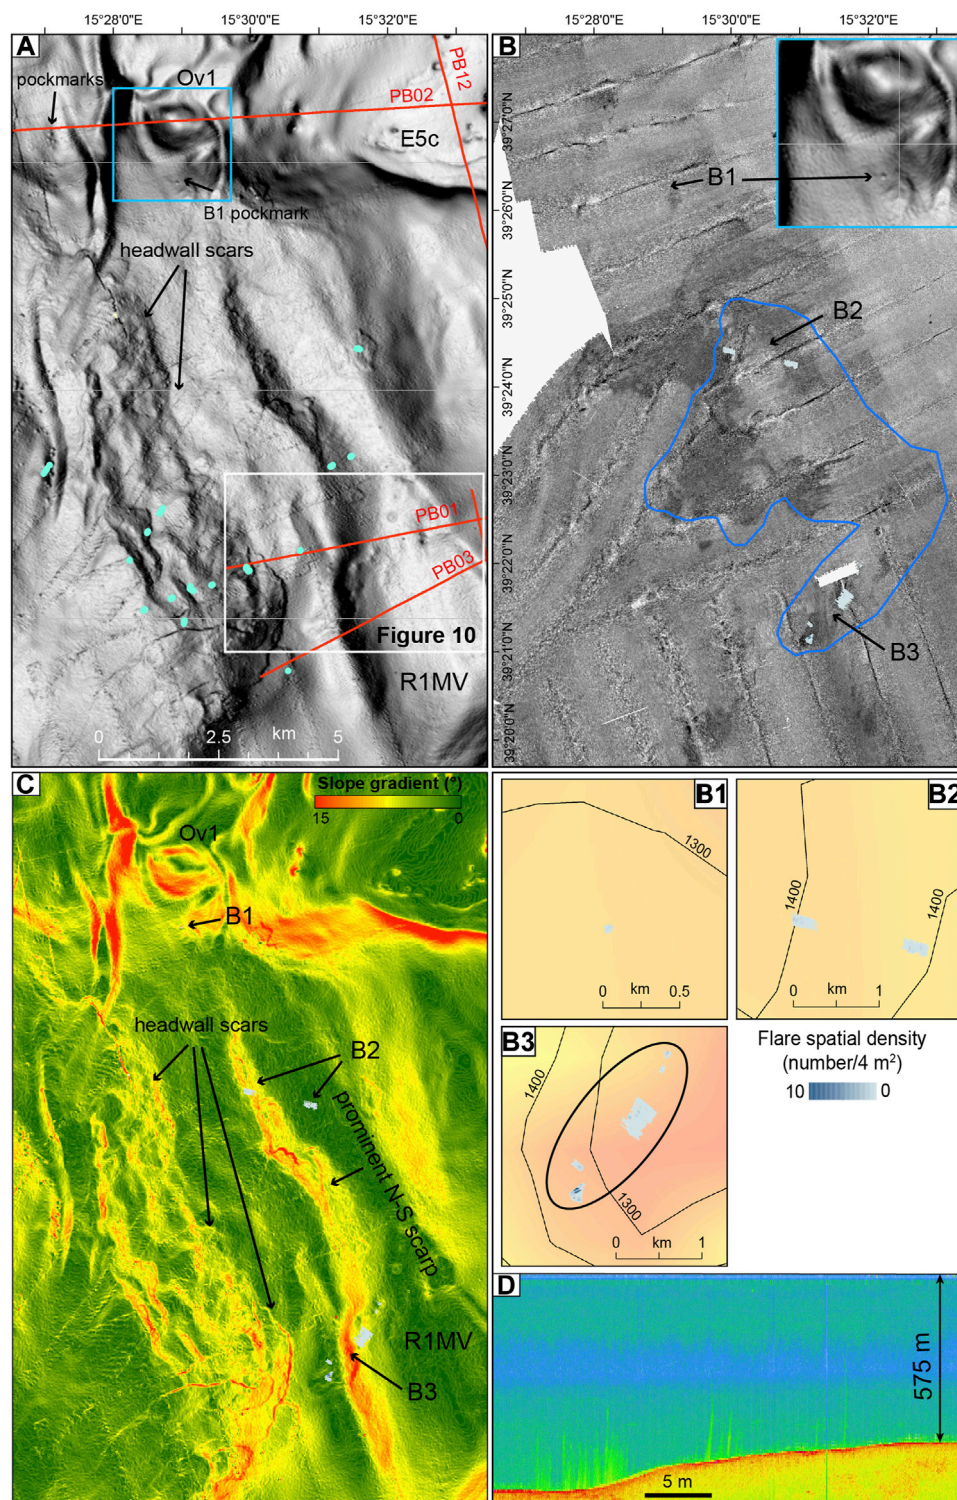 15°28'0"E
15°30'0"E
15°32'0"E
15°28'0"E
15°30'0"E
15°32'0"E
A
pockmarks
Ov1
PB02
PB12
E5c
B1 pockmark
headwall scars
PB01
PB03
Figure 10
R1MV
0
2.5
km
5
B
39°27'0"N
39°26'0"N
39°25'0"N
39°24'0"N
39°23'0"N
39°22'0"N
39°21'0"N
39°20'0"N
B1
B2
B3
C
Slope gradient (°)
15
0
Ov1
B1
headwall scars
B2
prominent N-S scarp
R1MV
B3
B1
1300
0
km
0.5
B2
1400
1400
0
km
1
B3
1400
1300
0
km
1
Flare spatial density
(number/4 m²)
10
0
D
575 m
5 m